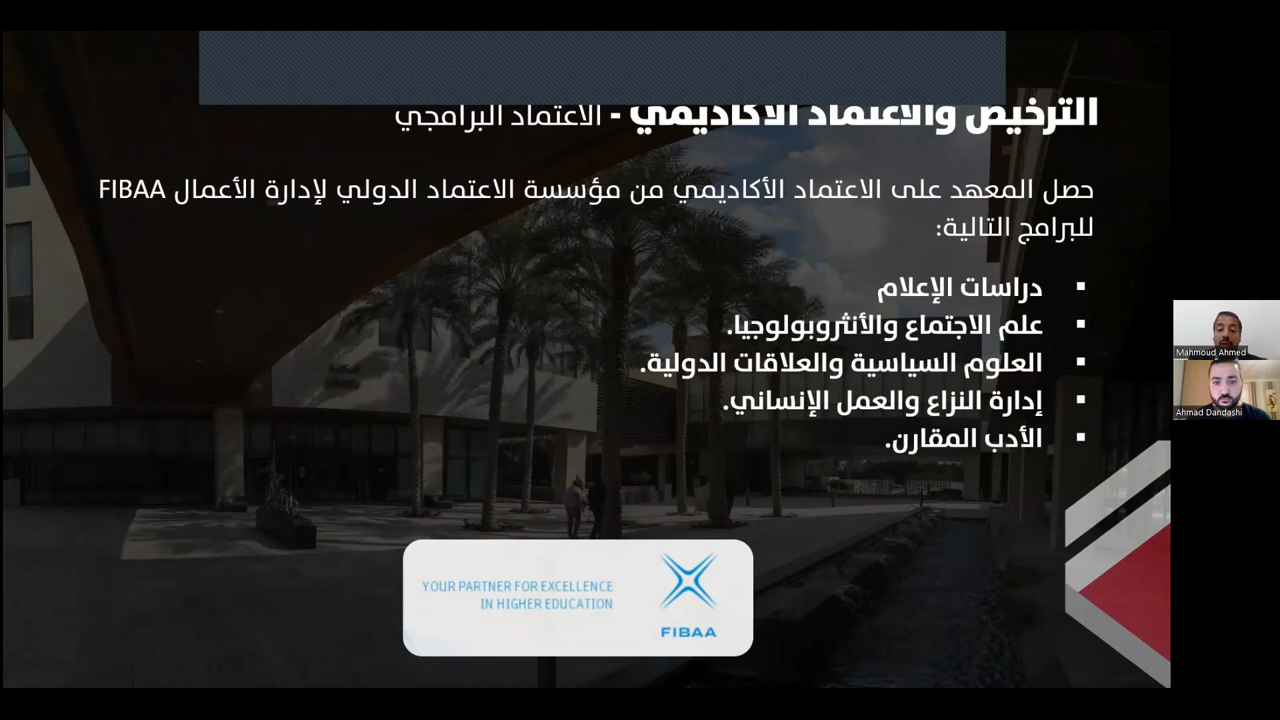 الترخيص والاعتماد الأكاديمي - الاعتماد البرامجي
حصل المعهد على الاعتماد الأكاديمي من مؤسسة الاعتماد الدولي لإدارة الأعمال FIBAA
للبرامج التالية:
▪ دراسات الإعلام
▪ علم الاجتماع والأنثروبولوجيا.
▪ العلوم السياسية والعلاقات الدولية.
▪ إدارة النزاع والعمل الإنساني.
▪ الأدب المقارن.
YOUR PARTNER FOR EXCELLENCE
IN HIGHER EDUCATION
FIBAA
Mahmoud Ahmed
Ahmad Dandashi